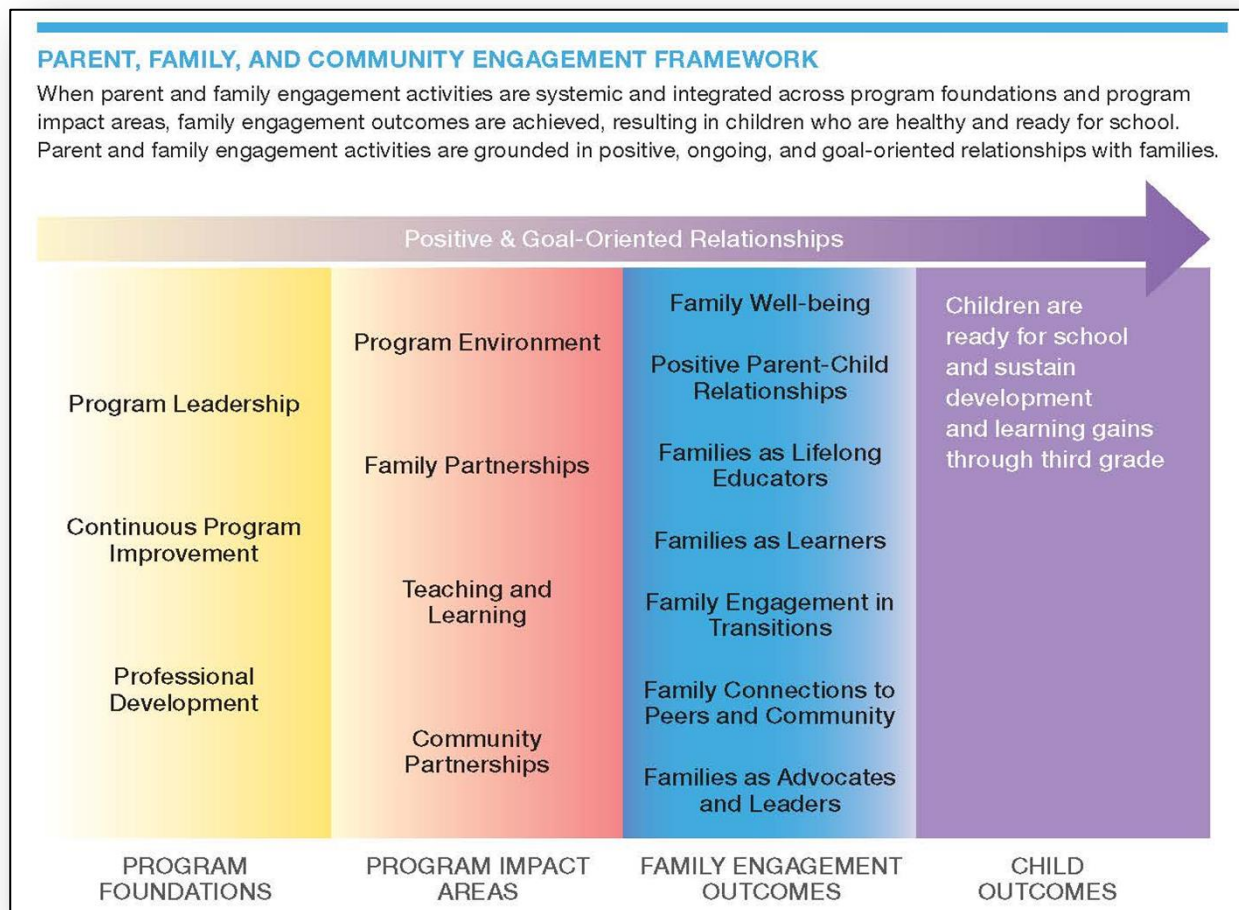 PARENT, FAMILY, AND COMMUNITY ENGAGEMENT FRAMEWORK
When parent and family engagement activities are systemic and integrated across program foundations and program
impact areas, family engagement outcomes are achieved, resulting in children who are healthy and ready for school.
Parent and family engagement activities are grounded in positive, ongoing, and goal-oriented relationships with families.
Positive & Goal-Oriented Relationships
Program Leadership
Continuous Program
Improvement
Professional
Development
PROGRAM
FOUNDATIONS
Program Environment
Family Partnerships
Teaching and
Learning
Community
Partnerships
PROGRAM IMPACT
AREAS
Family Well-being
Positive Parent-Child
Relationships
Families as Lifelong
Educators
Families as Learners
Family Engagement in
Transitions
Family Connections to
Peers and Community
Families as Advocates
and Leaders
FAMILY ENGAGEMENT
OUTCOMES
Children are
ready for school
and sustain
development
and learning gains
through third grade
CHILD
OUTCOMES